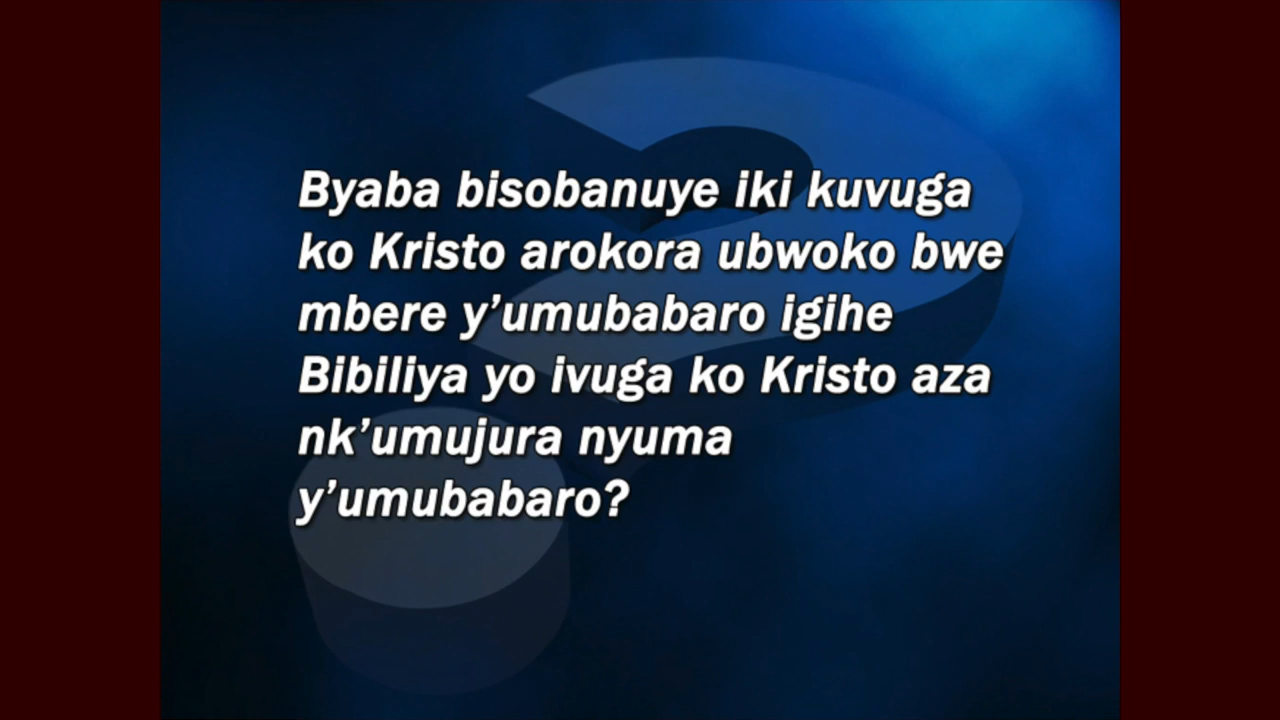 Byaba bisobanuye iki kuvuga
ko Kristo arokora ubwoko bwe
mbere y’umubabaro igihe
Bibiliya yo ivuga ko Kristo aza
nk’umujura nyuma
y’umubabaro?